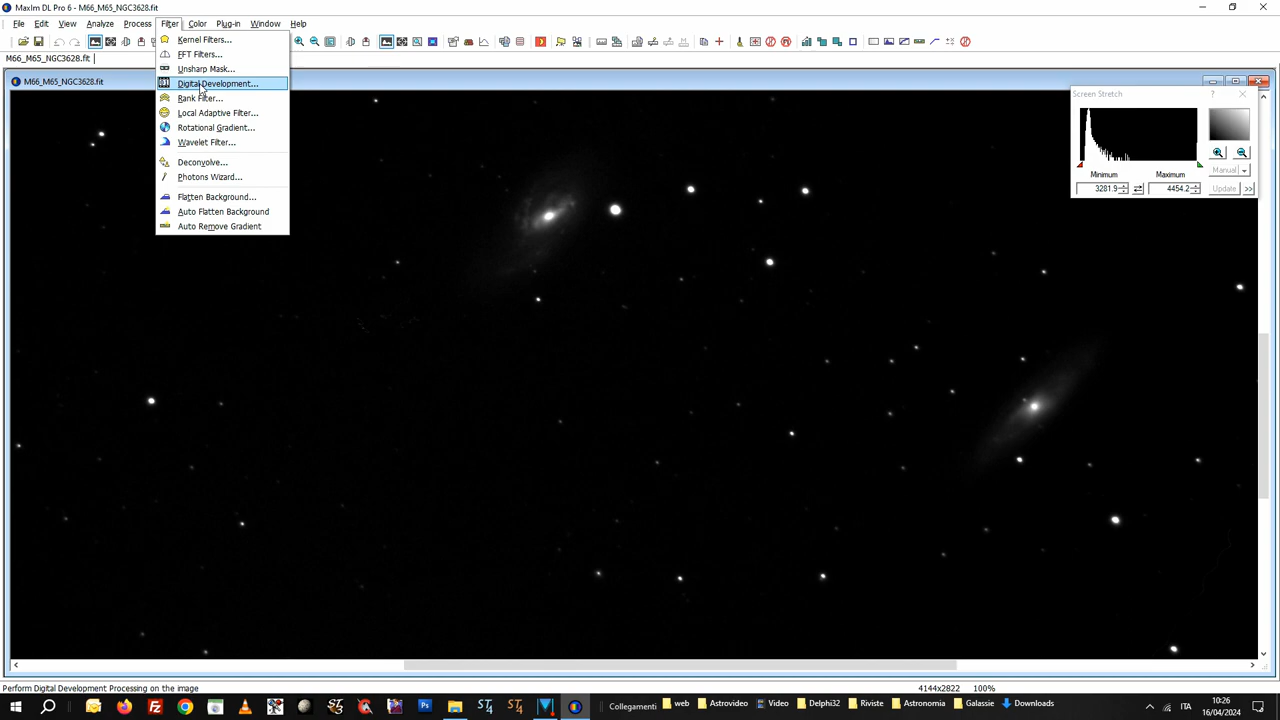 MaxIm DL Pro 6 - M66_M65_NGC3628.fit
File Edit View Analyze Process Filter Color Plug-in Window Help
M66_M65_NGC3628.fit
M66_M65_NGC3628.fit
Kernel Filters...
FFT Filters...
Unsharp Mask...
Digital Development...
Rank Filter...
Local Adaptive Filter...
Rotational Gradient...
Wavelet Filter...
Deconvolve...
Photons Wizard...
Flatten Background...
Auto Flatten Background
Auto Remove Gradient
Screen Stretch ?
Minimum Maximum
Manual
3281.9 4454.2 Update >>
Perform Digital Development Processing on the image 4144x2822 100%
Collegamenti web Astrovideo Video Delphi32 Riviste Astronomia Galassie Downloads ITA 10:26
16/04/2024